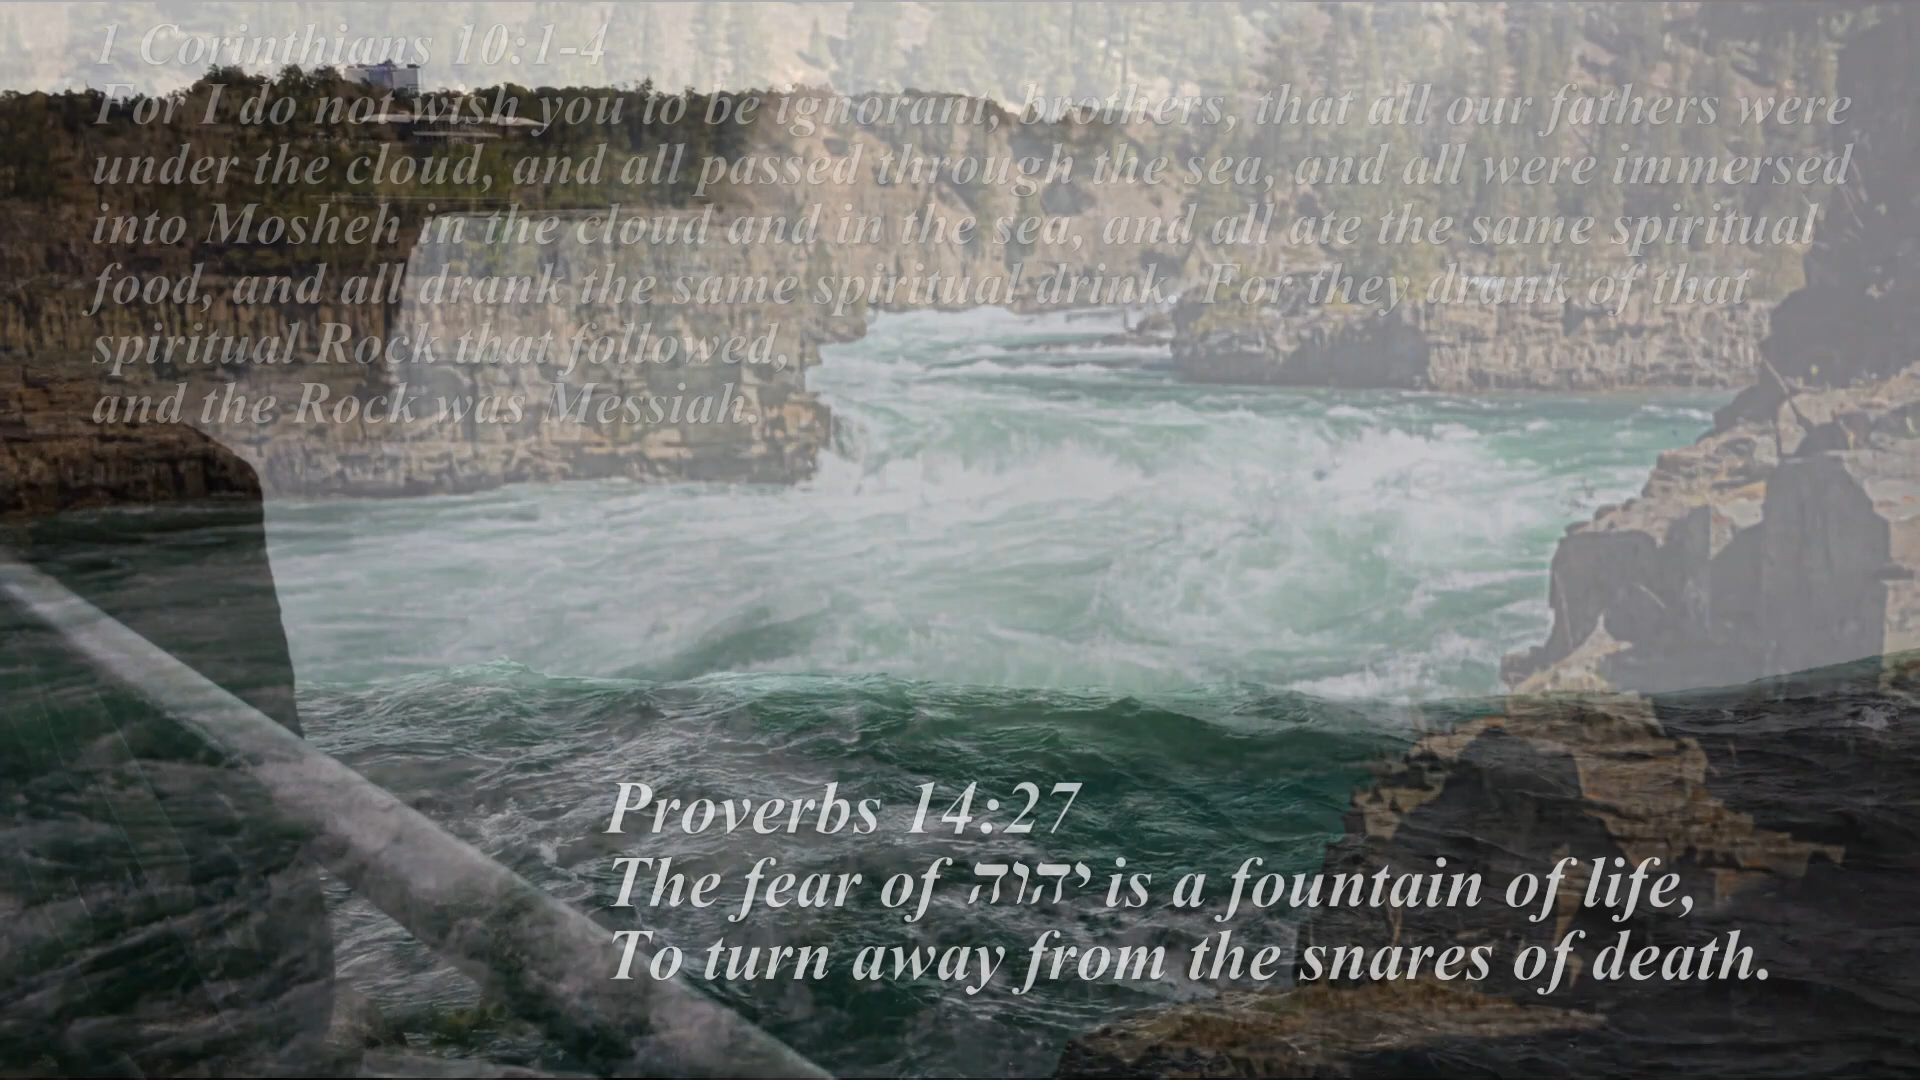 1 Corinthians 10:1-4
For I do not wish you to be ignorant, brothers, that all our fathers were
under the cloud, and all passed through the sea, and all were immersed
into Mosheh in the cloud and in the sea, and all ate the same spiritual
food, and all drank the same spiritual drink. For they drank of that
spiritual Rock that followed,
and the Rock was Messiah.
Proverbs 14:27
The fear of יהוה is a fountain of life,
To turn away from the snares of death.